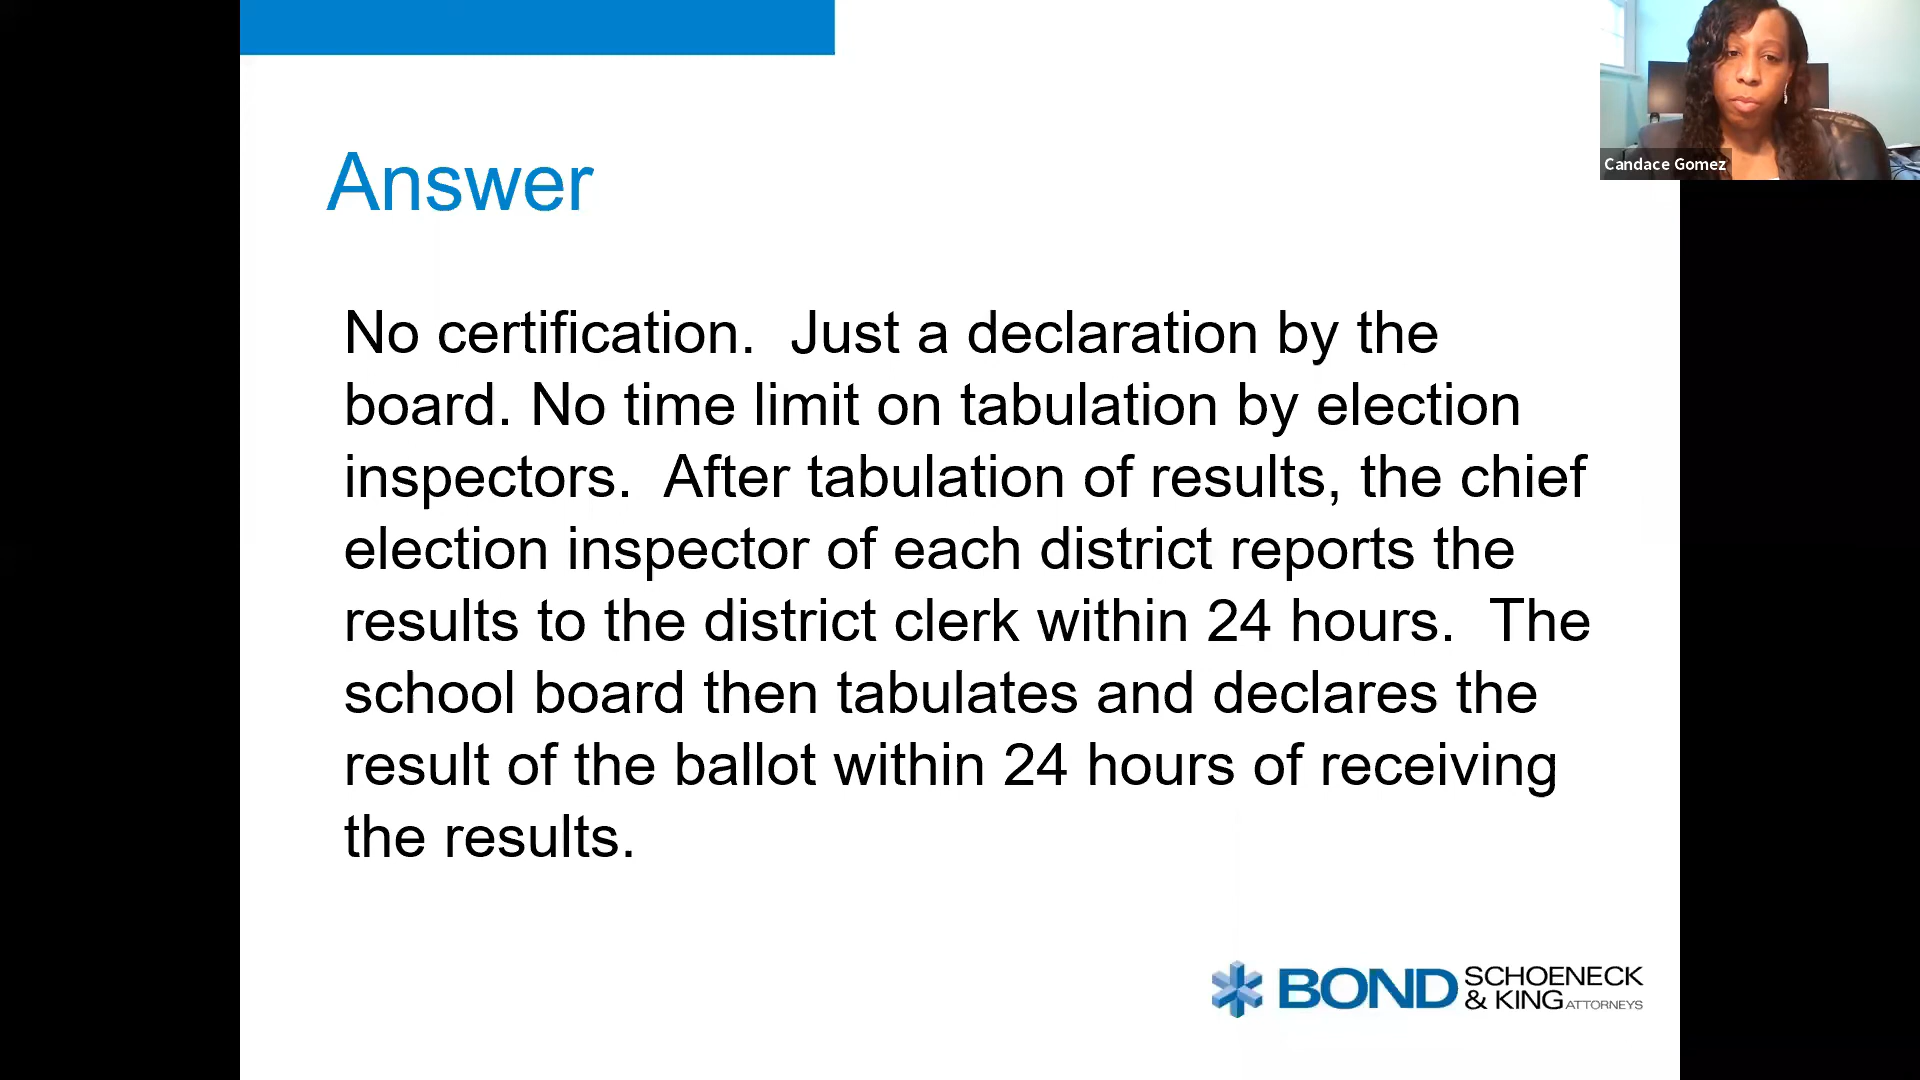 Candace Gomez
Answer
No certification.  Just a declaration by the
board. No time limit on tabulation by election
inspectors.  After tabulation of results, the chief
election inspector of each district reports the
results to the district clerk within 24 hours.  The
school board then tabulates and declares the
result of the ballot within 24 hours of receiving
the results.
BOND SCHOENECK
& KING ATTORNEYS